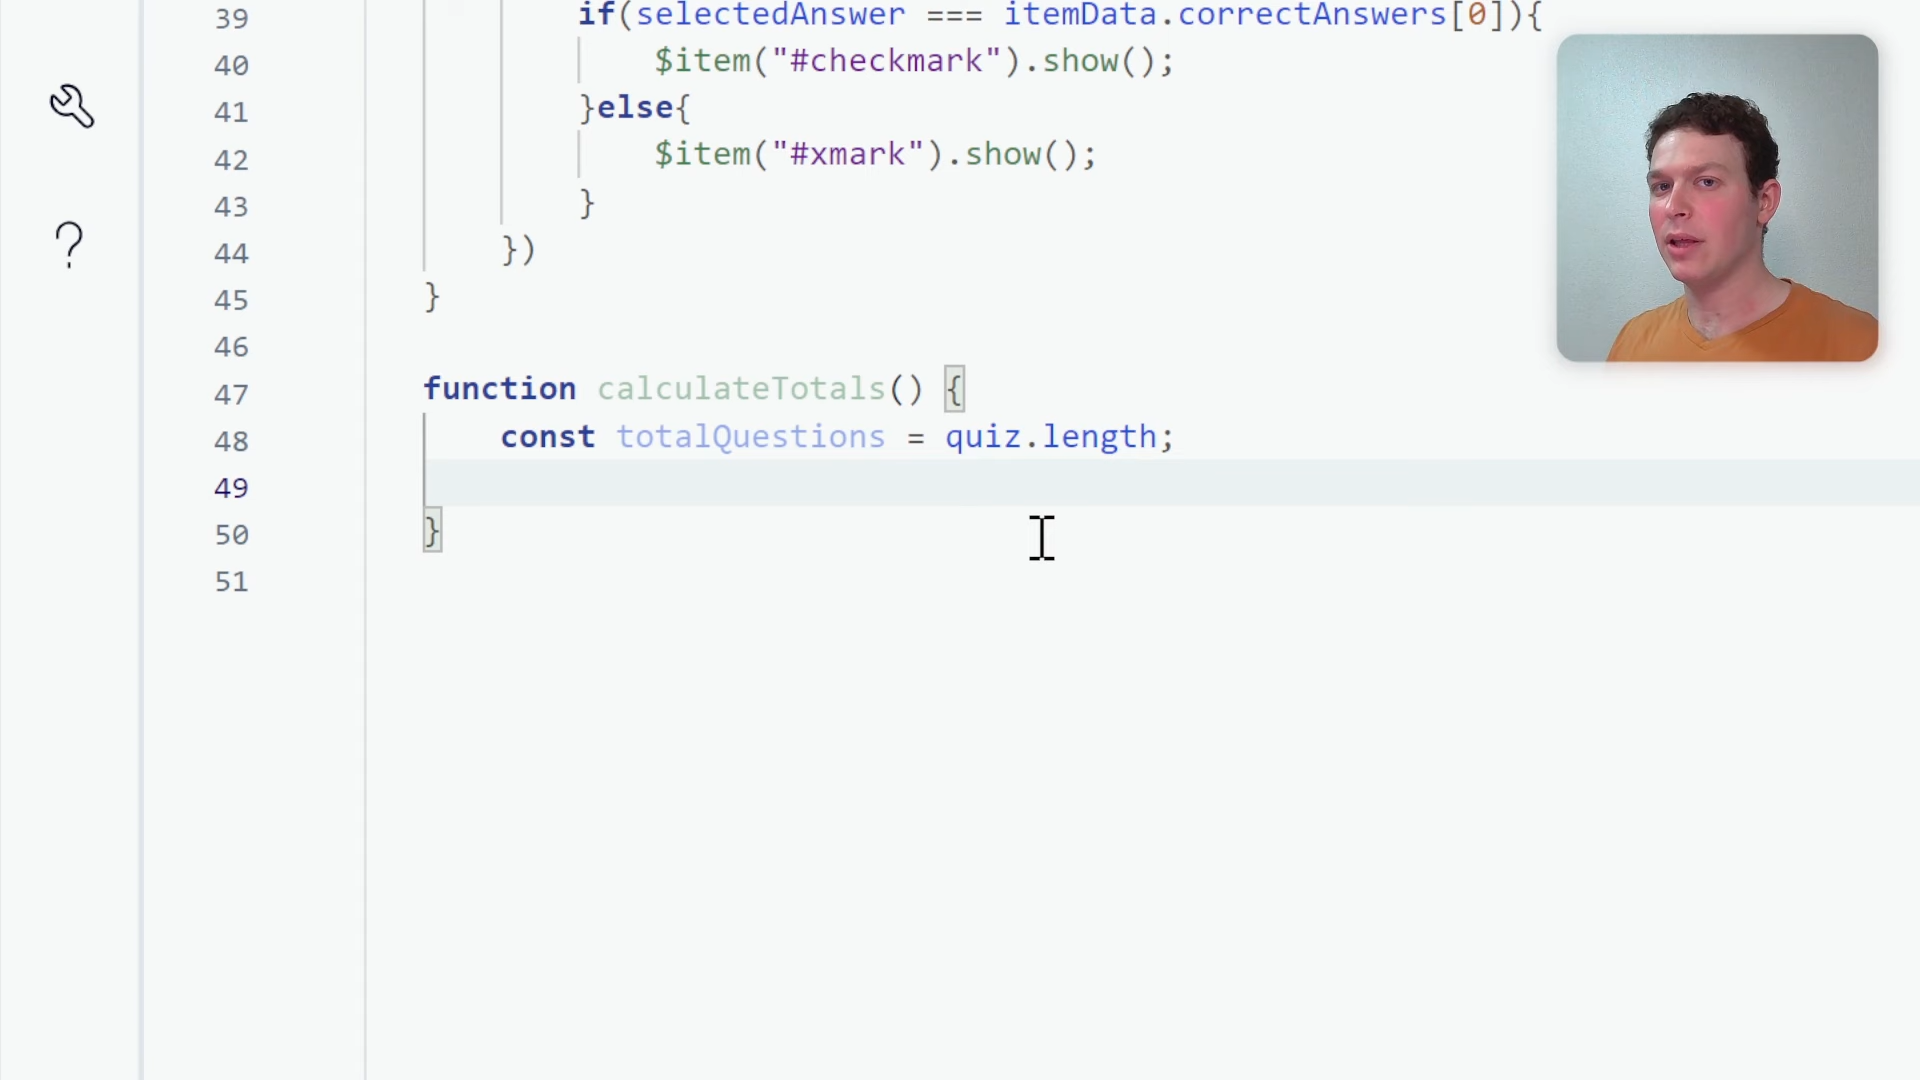 39 if(selectedAnswer === itemData.correctAnswers[0]){
40 $item("#checkmark").show();
41 }else{
42 $item("#xmark").show();
43 }
44 })
45 }
46
47 function calculateTotals() {
48 const totalQuestions = quiz.length;
49
50 }
51